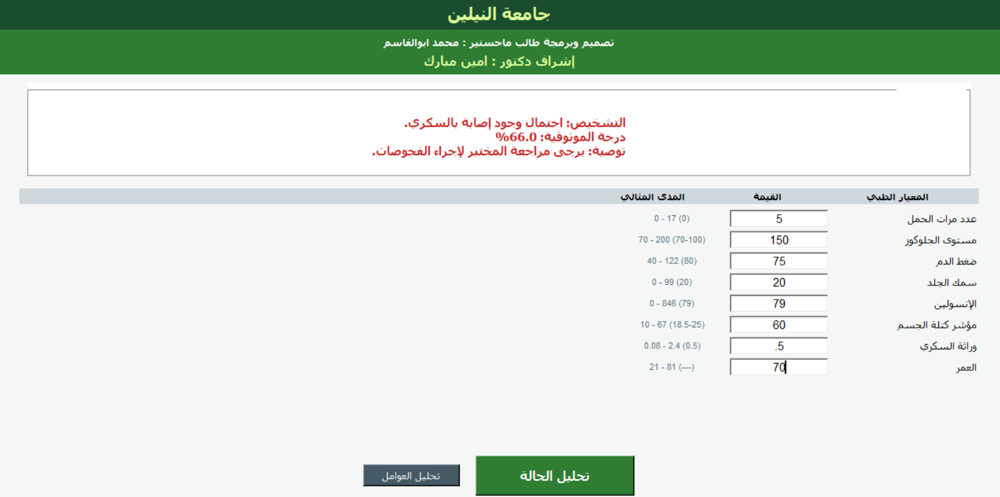 جامعة النيلين
تصميم وبرمجة طالب ماجستير : محمد ابوالقاسم
إشراف دكتور : امين مبارك
التشخيص: احتمال وجود إصابة بالسكري.
درجة الموثوقية: 66.0%
توصية: يرجى مراجعة المختبر لإجراء الفحوصات.
المعيار الطبي القيمة المدى المثالي
عدد مرات الحمل 5 0 - 17 (0)
مستوى الجلوكوز 150 70 - 200 (70-100)
ضغط الدم 75 40 - 122 (80)
سمك الجلد 20 0 - 99 (20)
الإنسولين 79 0 - 846 (79)
مؤشر كتلة الجسم 60 10 - 67 (18.5-25)
وراثة السكري .5 0.08 - 2.4 (0.5)
العمر 70 21 - 81 (---)
تحليل الحالة تحليل العوامل